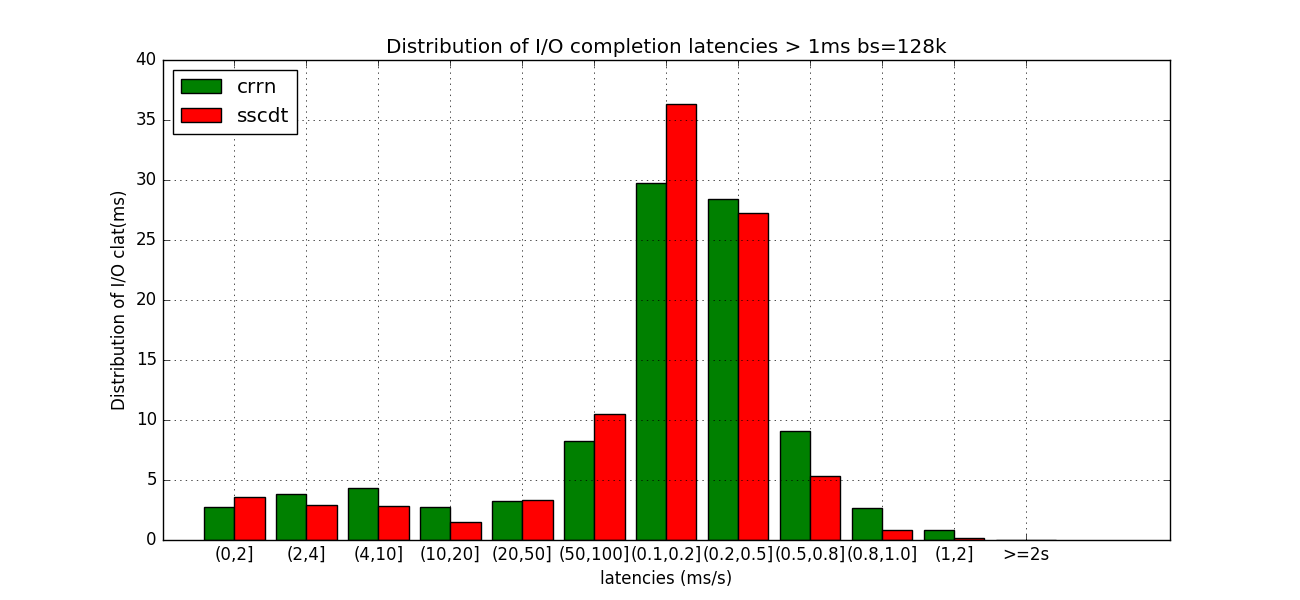 Distribution of I/O completion latencies > 1ms bs=128k
crrn
sscdt
Distribution of I/O clat(ms)
40
35
30
25
20
15
10
5
0
(0,2] (2,4] (4,10] (10,20] (20,50] (50,100] (0.1,0.2] (0.2,0.5] (0.5,0.8] (0.8,1.0] (1,2] >=2s
latencies (ms/s)